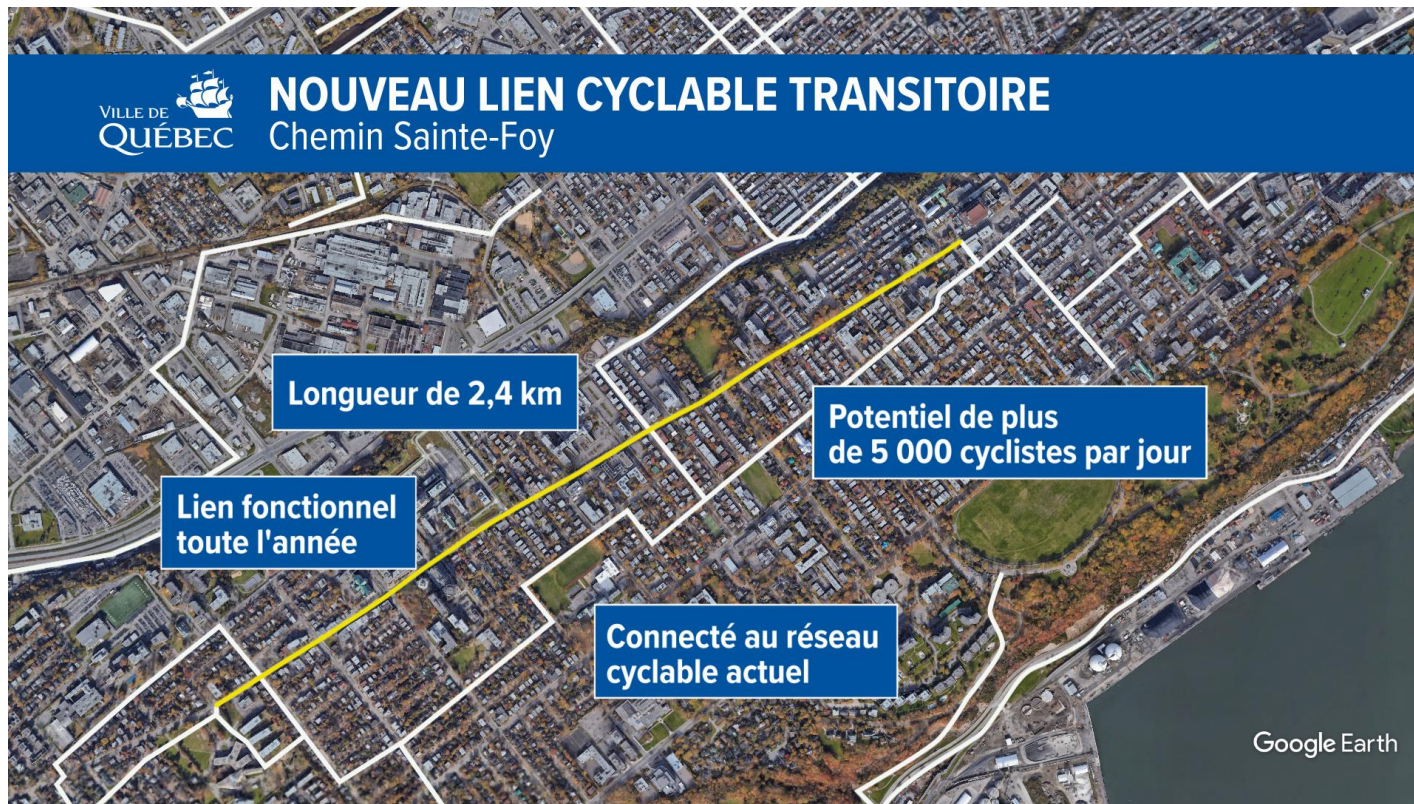 VILLE DE
QUÉBEC
NOUVEAU LIEN CYCLABLE TRANSITOIRE
Chemin Sainte-Foy
Longueur de 2,4 km
Potentiel de plus
de 5 000 cyclistes par jour
Lien fonctionnel
toute l'année
Connecté au réseau
cyclable actuel
Google Earth